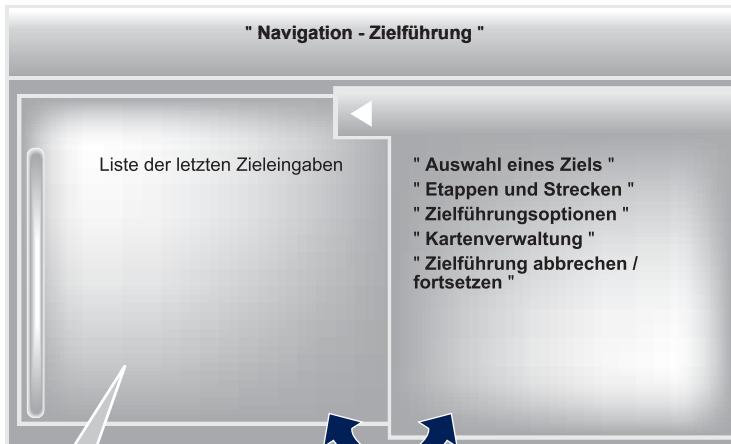 " Navigation - Zielführung "
Liste der letzten Zieleingaben
" Auswahl eines Ziels "
" Etappen und Strecken "
" Zielführungsoptionen "
" Kartenverwaltung "
" Zielführung abbrechen /
fortsetzen "